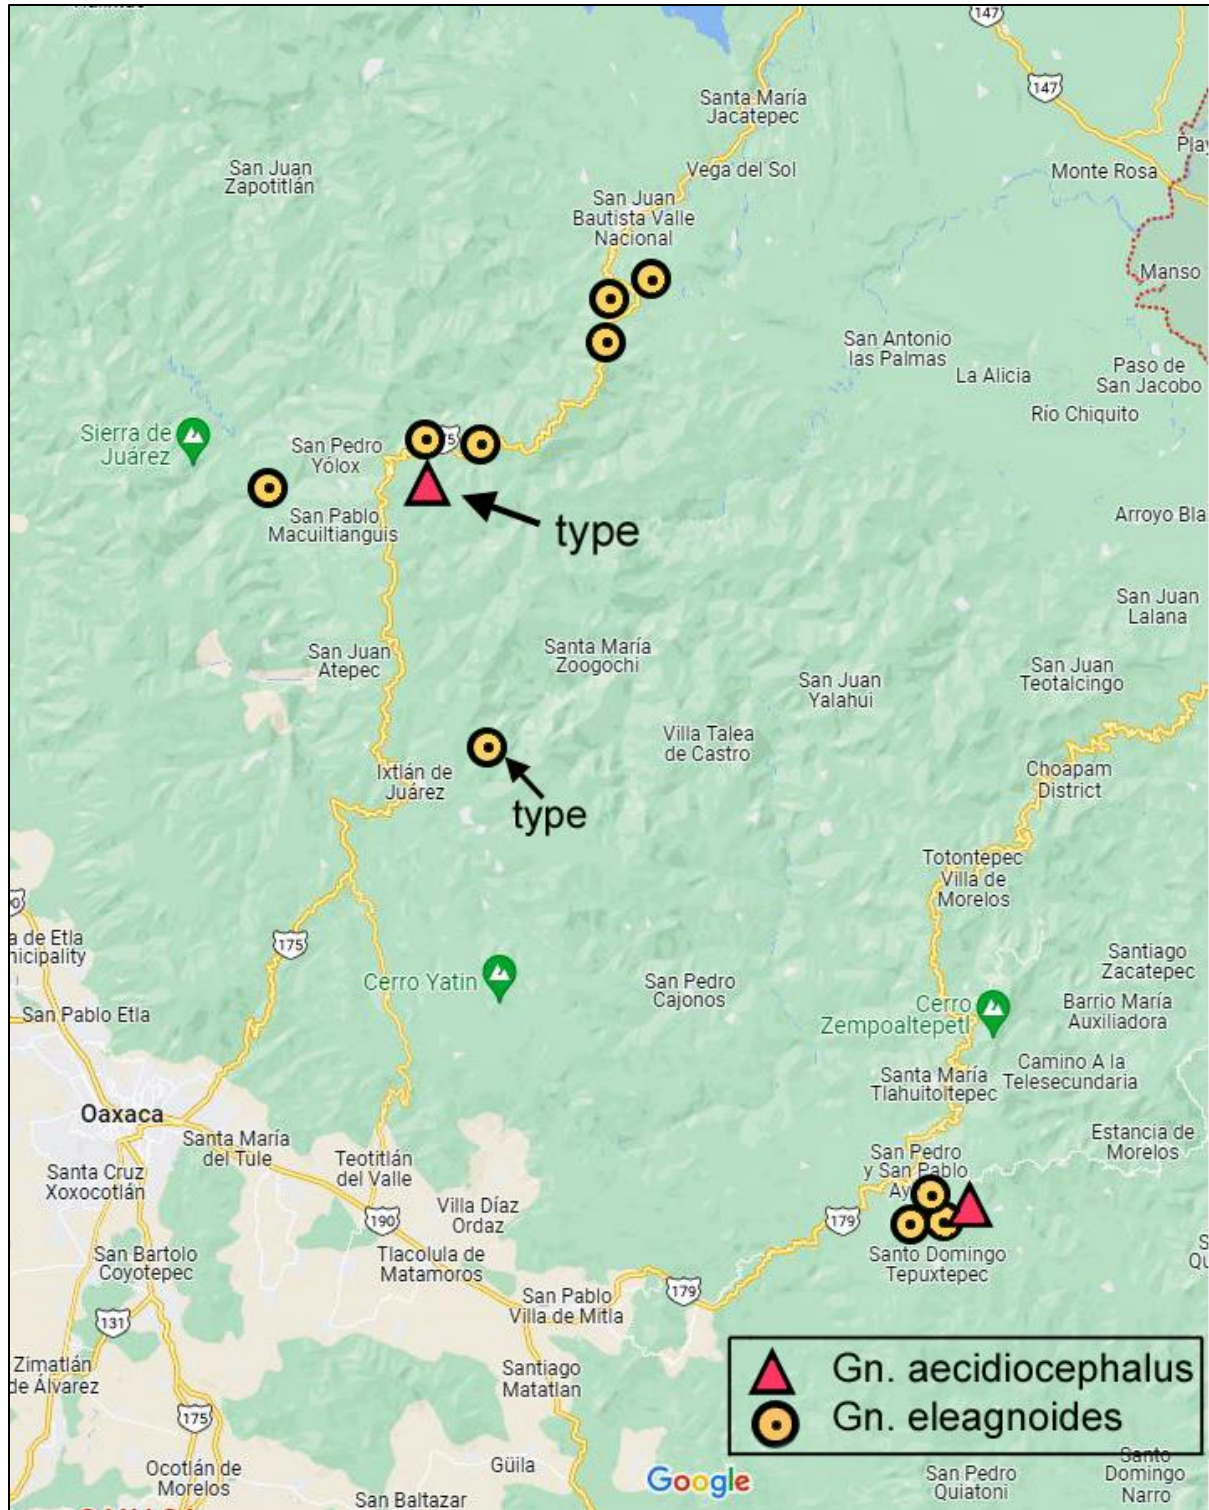 147
147
Santa María
Jacatepec
San Juan
Zapotitlán
Vega del Sol
Monte Rosa
San Juan
Bautista Valle
Nacional
Manso
San Antonio
las Palmas
La Alicia
Paso de
San Jacobo
Río Chiquito
Sierra de
Juárez
San Pedro
Yólox
San Pablo
Macuiltianguis
type
Arroyo Bla
San Juan
Lalana
San Juan
Atepec
Santa María
Zoogochi
San Juan
Yalahui
San Juan
Teotalcingo
Villa Talea
de Castro
Ixtlán de
Juárez
type
Choapam
District
Totontepec
Villa de
Morelos
175
a de Etla
nicipality
Cerro Yatin
San Pedro
Cajonos
Santiago
Zacatepec
Cerro
Zempoaltepetl
Barrio María
Auxiliadora
San Pablo Etla
Santa María
Tlahuitoltepec
Camino A la
Telesecundaria
Oaxaca
Santa María
del Tule
Teotitlán
del Valle
Estancia de
Morelos
San Pedro
y San Pablo
Ay
Santa Cruz
Xoxocotlán
Villa Díaz
Ordaz
190
179
San Bartolo
Coyotepec
Tlacolula de
Matamoros
Santo Domingo
Tepuxtepec
179
San Pablo
Villa de Mitla
131
Zimatlán
de Álvarez
Santiago
Matatlan
175
Gn. aecidiocephalus
Gn. eleagnoides
Ocotlán de
Morelos
Güila
Google
San Pedro
Quiatoni
Santo
Domingo
Narro
San Baltazar